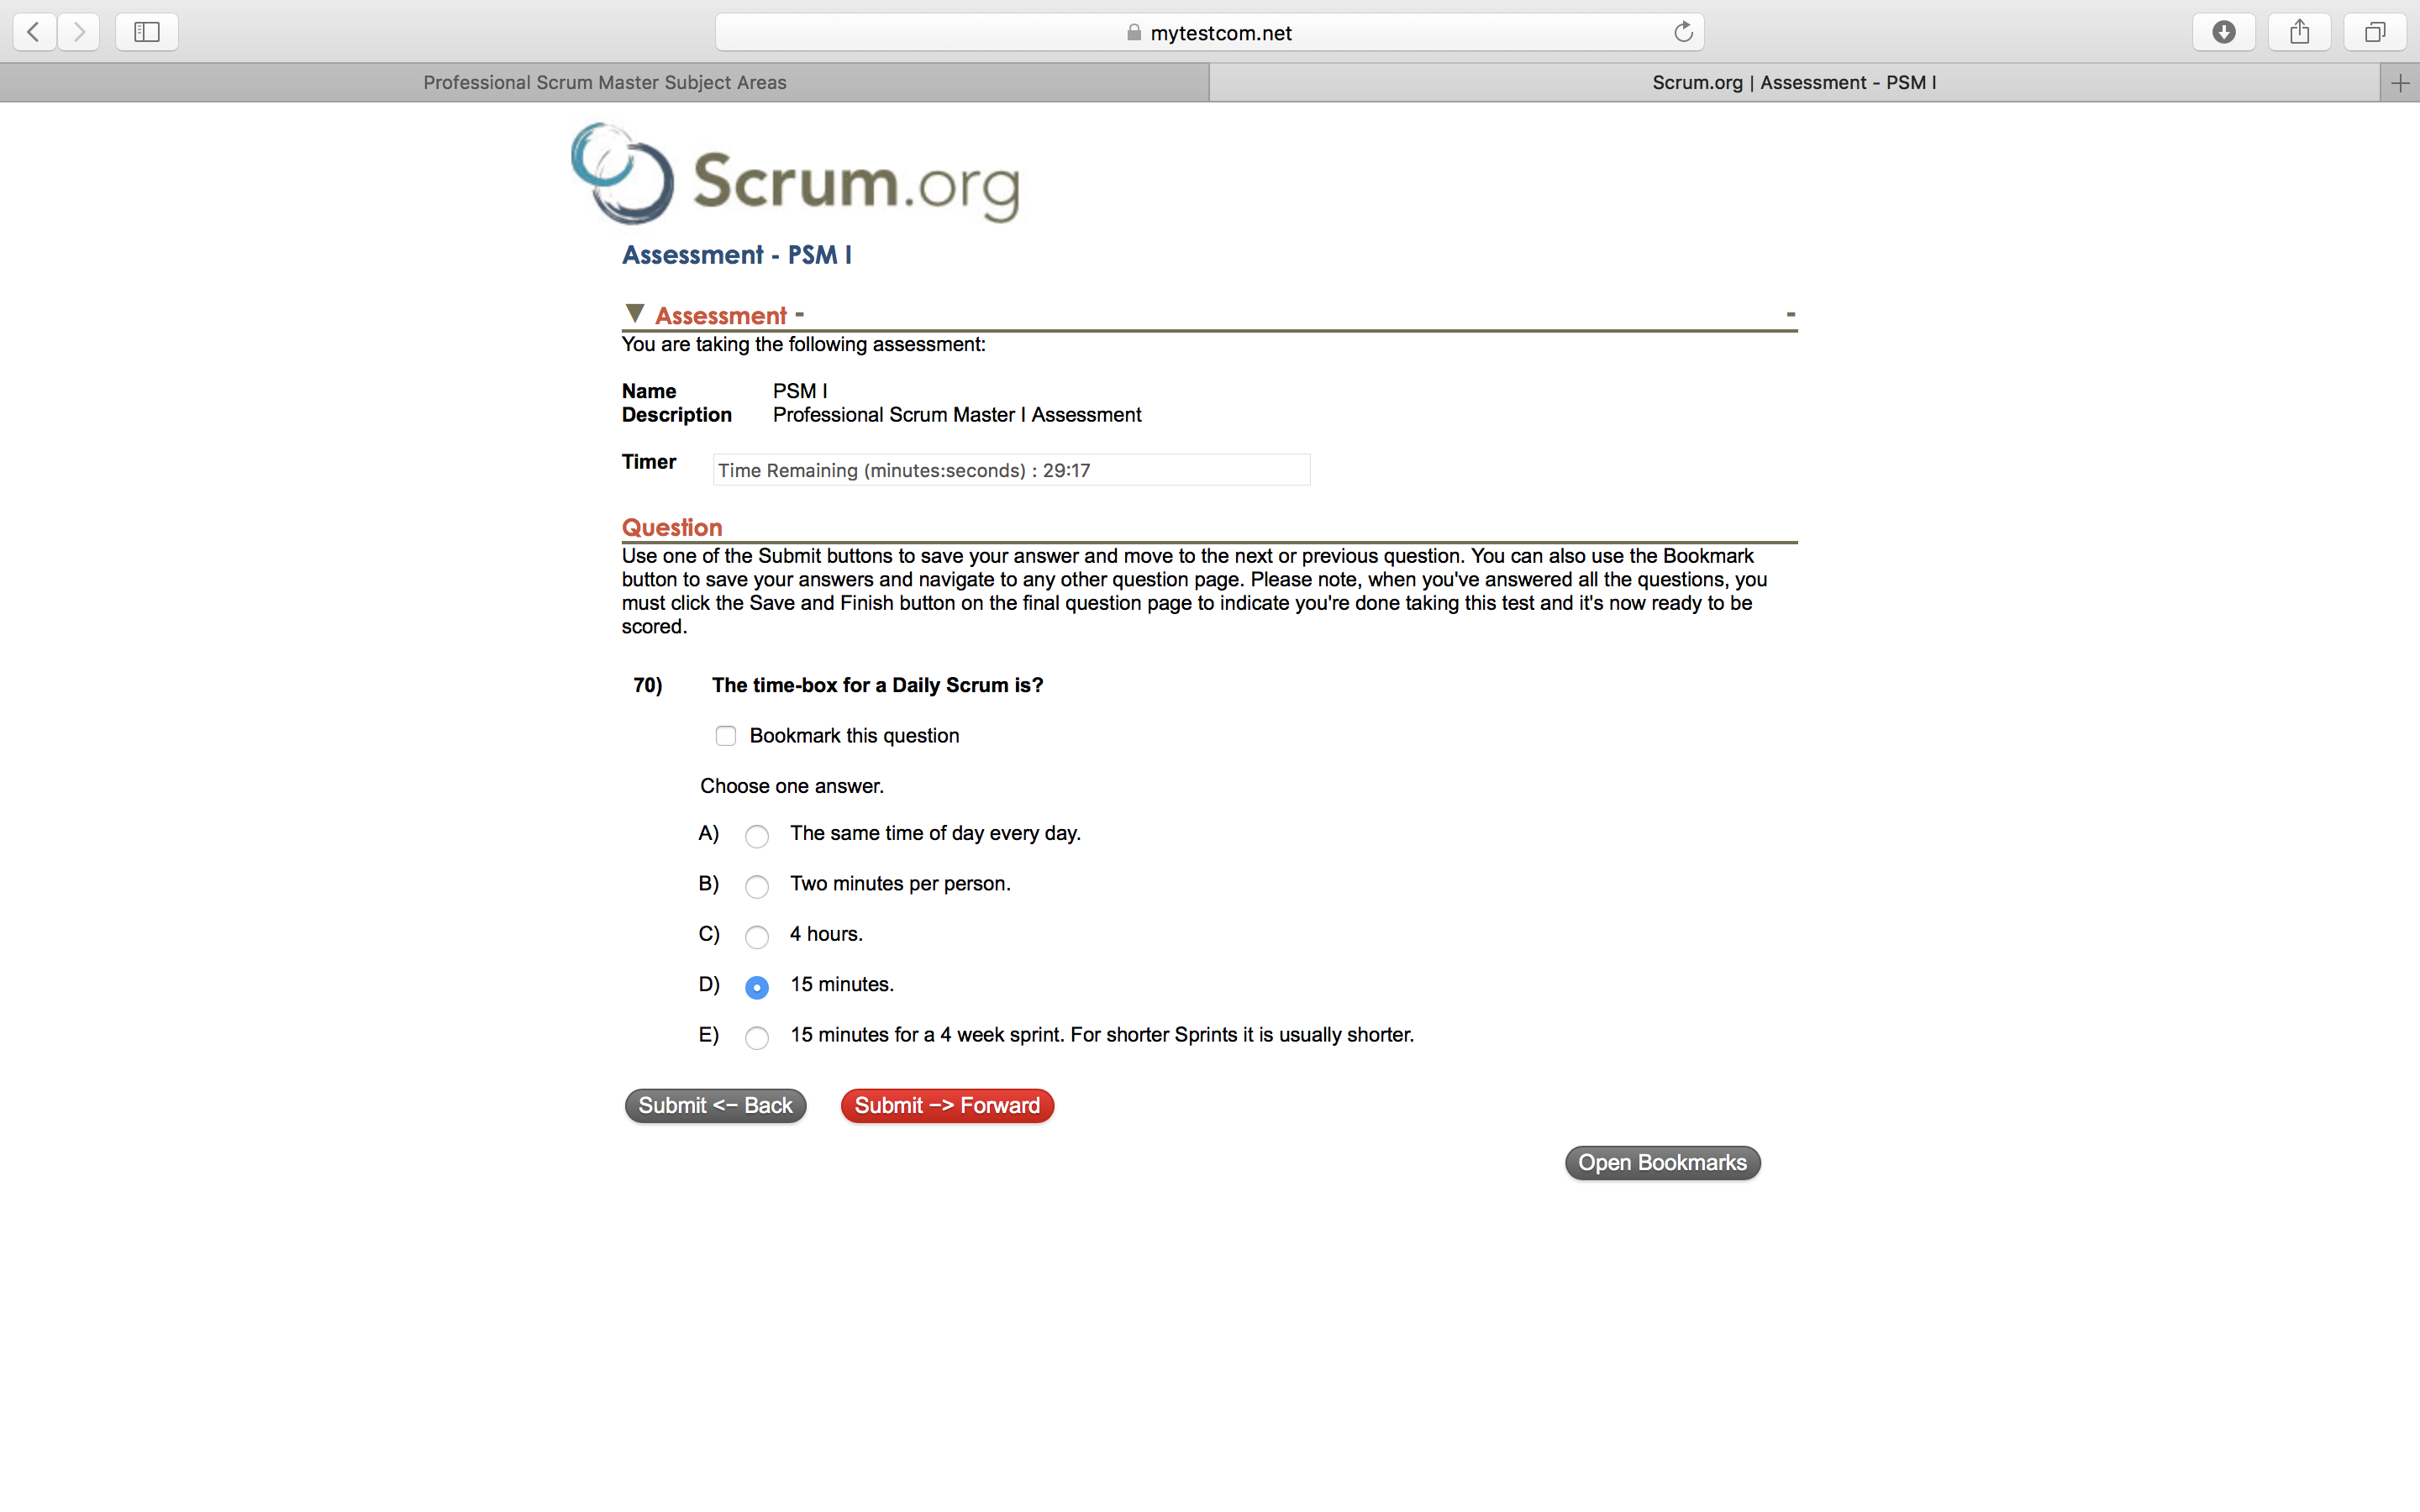 mytestcom.net
Professional Scrum Master Subject Areas
Scrum.org | Assessment - PSM I
Scrum.org
Assessment - PSM I
▼ Assessment -
-
You are taking the following assessment:
Name PSM I
Description Professional Scrum Master I Assessment
Timer Time Remaining (minutes:seconds) : 29:17
Question
Use one of the Submit buttons to save your answer and move to the next or previous question. You can also use the Bookmark
button to save your answers and navigate to any other question page. Please note, when you've answered all the questions, you
must click the Save and Finish button on the final question page to indicate you're done taking this test and it's now ready to be
scored.
70) The time-box for a Daily Scrum is?
Bookmark this question
Choose one answer.
A) The same time of day every day.
B) Two minutes per person.
C) 4 hours.
D) 15 minutes.
E) 15 minutes for a 4 week sprint. For shorter Sprints it is usually shorter.
Submit <- Back Submit -> Forward
Open Bookmarks